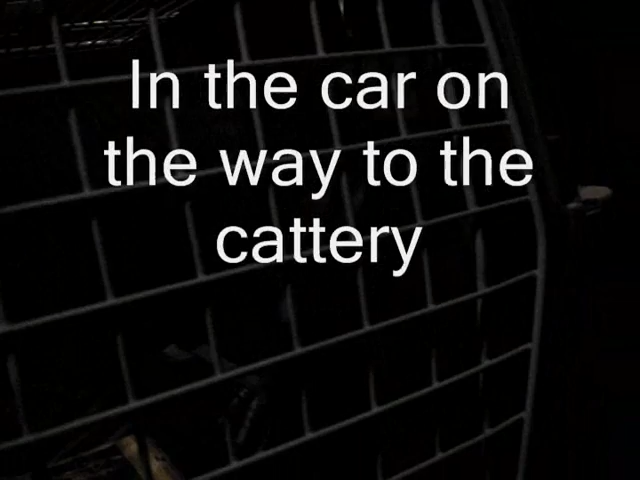 In the car on
the way to the
cattery